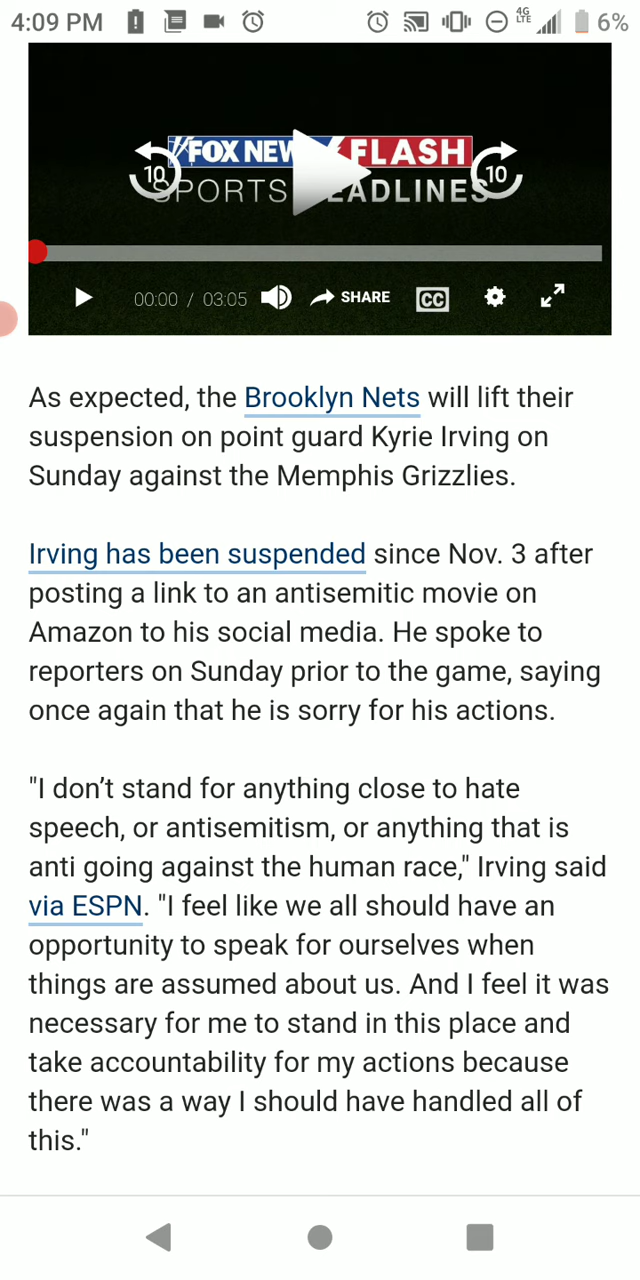 4:09 PM
4G
LTE
6%
FOX NEW FLASH
SPORTS EADLINES
10
10
00:00 / 03:05
SHARE
CC
As expected, the Brooklyn Nets will lift their
suspension on point guard Kyrie Irving on
Sunday against the Memphis Grizzlies.
Irving has been suspended since Nov. 3 after
posting a link to an antisemitic movie on
Amazon to his social media. He spoke to
reporters on Sunday prior to the game, saying
once again that he is sorry for his actions.
"I don’t stand for anything close to hate
speech, or antisemitism, or anything that is
anti going against the human race," Irving said
via ESPN. "I feel like we all should have an
opportunity to speak for ourselves when
things are assumed about us. And I feel it was
necessary for me to stand in this place and
take accountability for my actions because
there was a way I should have handled all of
this."